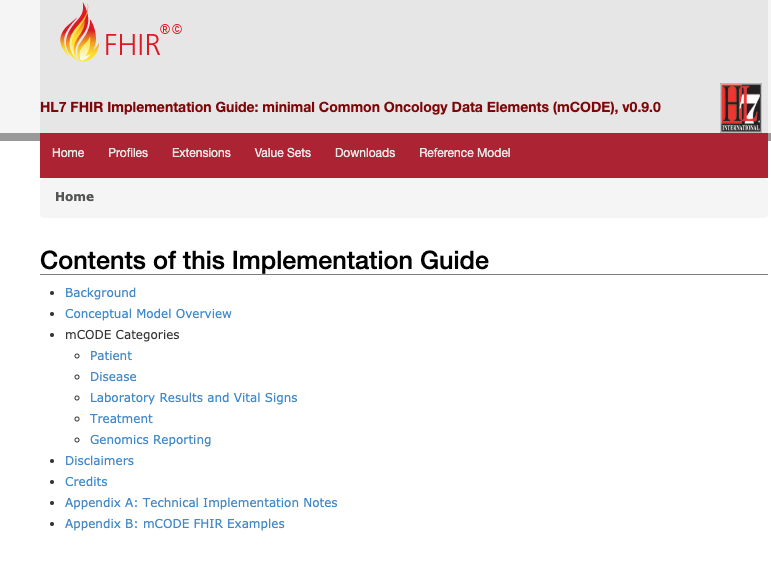 FHIR®©
HL7 FHIR Implementation Guide: minimal Common Oncology Data Elements (mCODE), v0.9.0
HL7
INTERNATIONAL
Home Profiles Extensions Value Sets Downloads Reference Model
Home
Contents of this Implementation Guide
Background
Conceptual Model Overview
mCODE Categories
Patient
Disease
Laboratory Results and Vital Signs
Treatment
Genomics Reporting
Disclaimers
Credits
Appendix A: Technical Implementation Notes
Appendix B: mCODE FHIR Examples